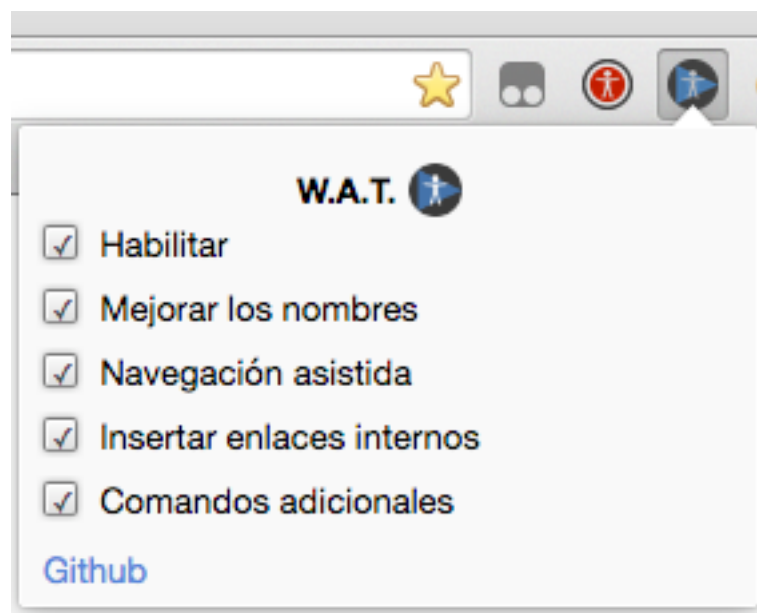 W.A.T.
Habilitar
Mejorar los nombres
Navegación asistida
Insertar enlaces internos
Comandos adicionales
Github